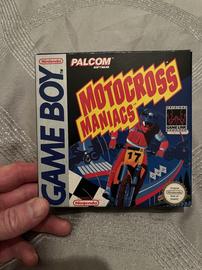 Nintendo
GAME BOY
PALCOM
SOFTWARE
MOTOCROSS
MANIACS
GAME LINK
17
Nintendo